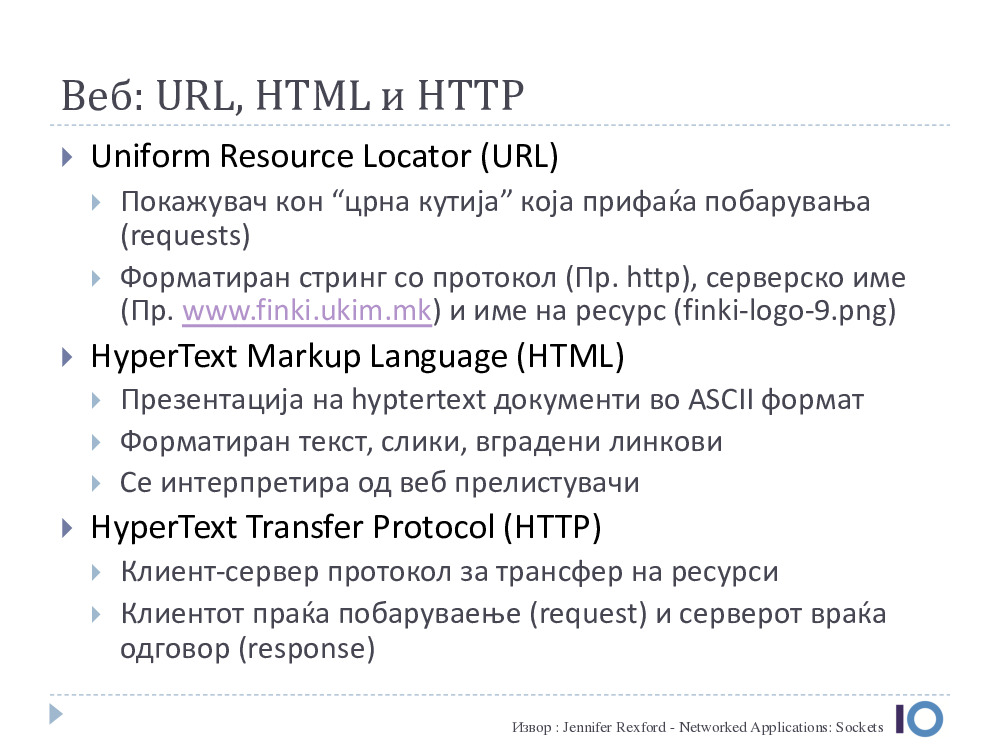 Веб: URL, HTML и HTTP
Uniform Resource Locator (URL)
Покажувач кон “црна кутија” која прифаќа побарувања
(requests)
Форматиран стринг со протокол (Пр. http), серверско име
(Пр. www.finki.ukim.mk) и име на ресурс (finki-logo-9.png)
HyperText Markup Language (HTML)
Презентација на hyptertext документи во ASCII формат
Форматиран текст, слики, вградени линкови
Се интерпретира од веб прелистувачи
HyperText Transfer Protocol (HTTP)
Клиент-сервер протокол за трансфер на ресурси
Клиентот праќа побаруваење (request) и серверот враќа
одговор (response)
Извор : Jennifer Rexford - Networked Applications: Sockets